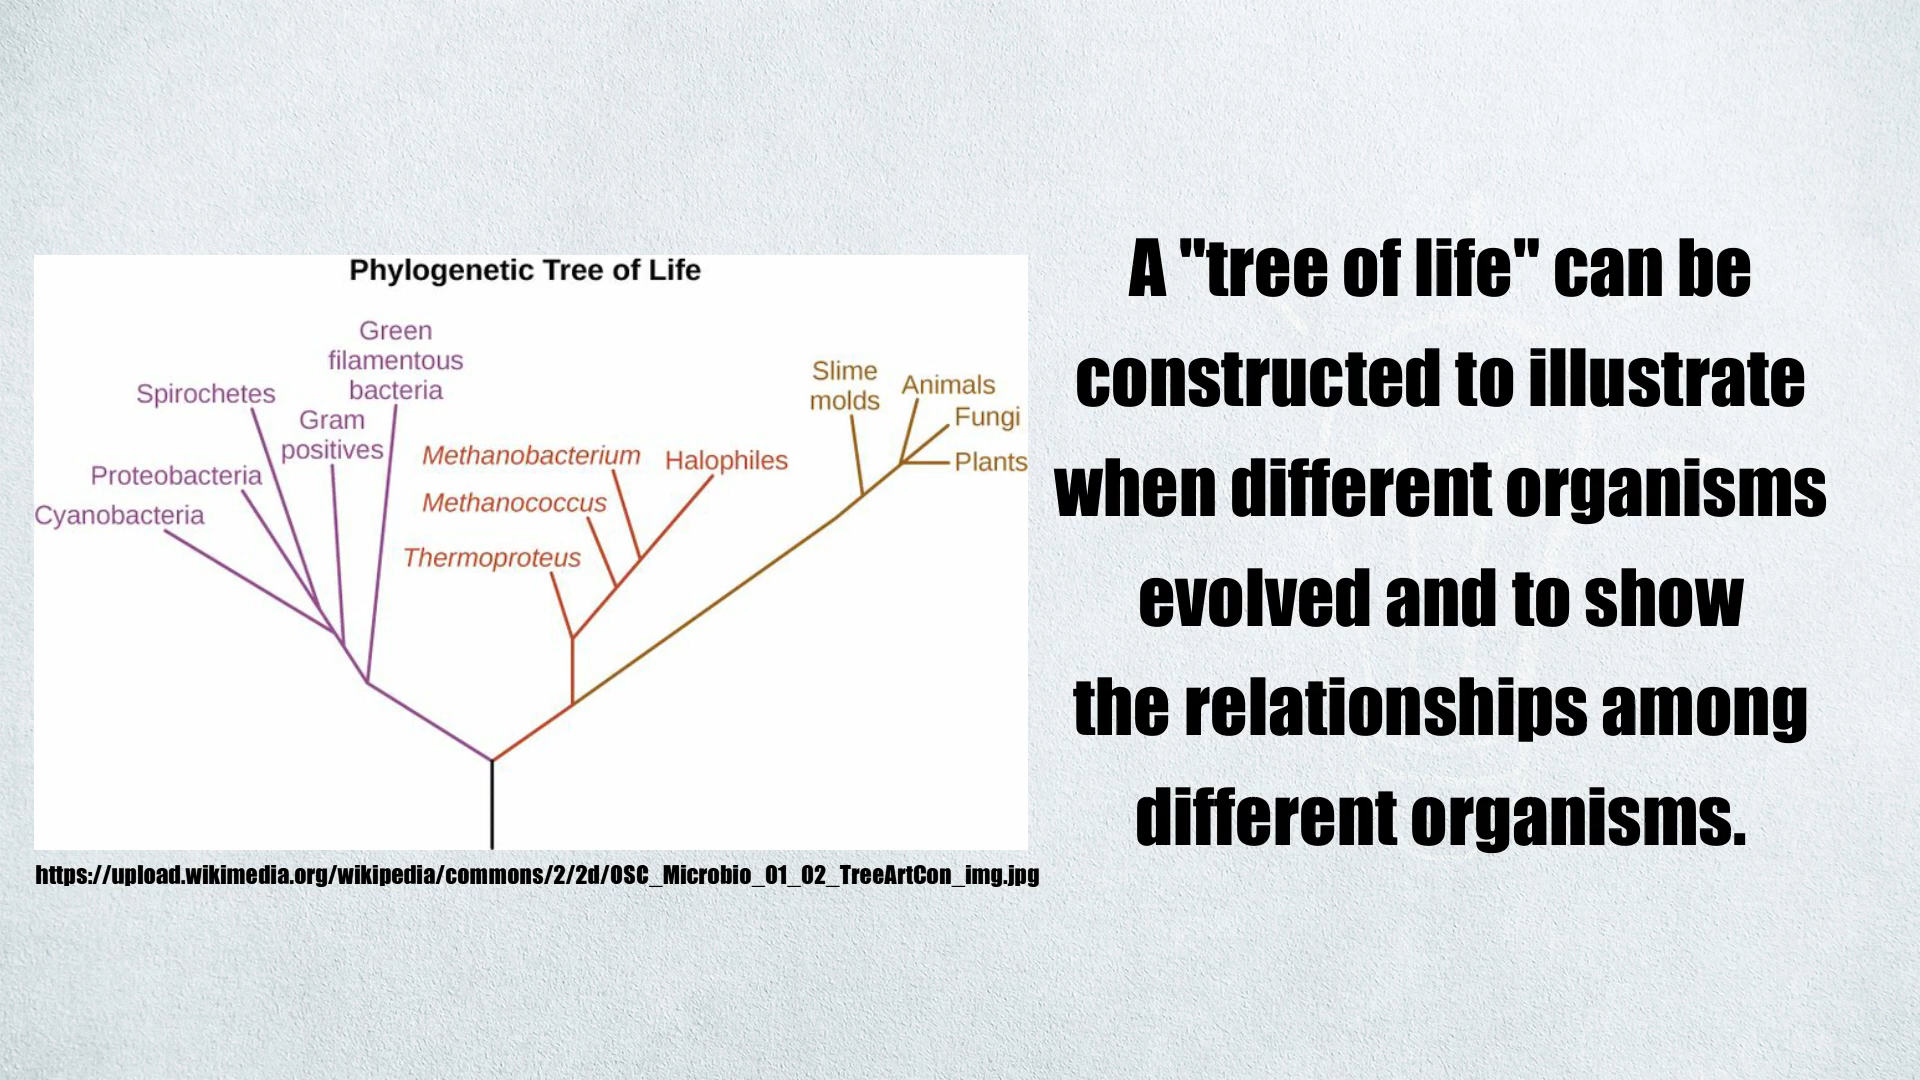 Phylogenetic Tree of Life
Green
filamentous
bacteria
Spirochetes
Gram
positives
Proteobacteria
Cyanobacteria
Methanobacterium
Halophiles
Methanococcus
Thermoproteus
Slime
molds
Animals
Fungi
Plants
https://upload.wikimedia.org/wikipedia/commons/2/2d/OSC_Microbio_01_02_TreeArtCon_img.jpg
A "tree of life" can be
constructed to illustrate
when different organisms
evolved and to show
the relationships among
different organisms.